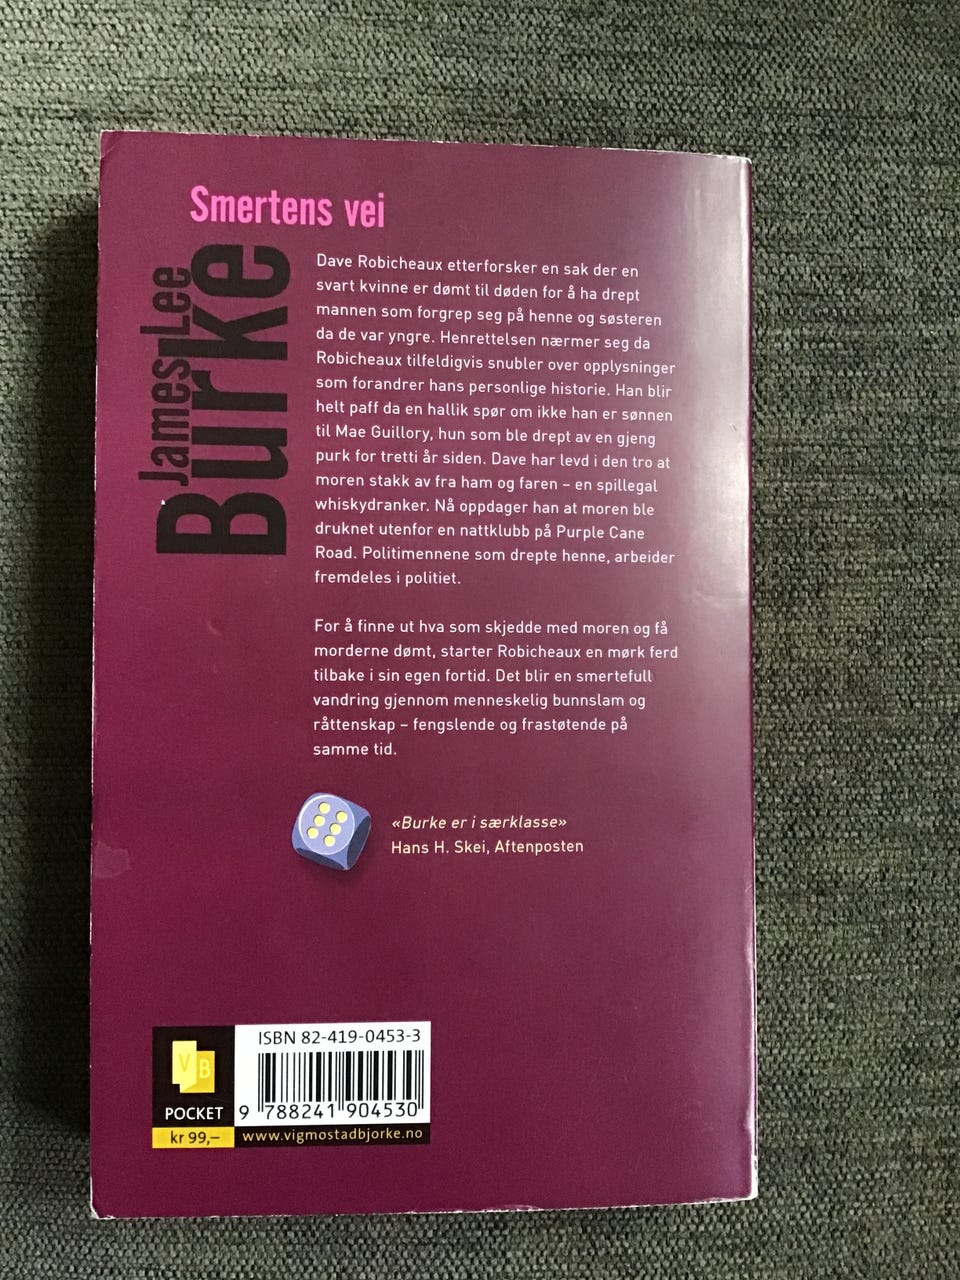 Smertens vei
James Lee
Burke
Dave Robicheaux etterforsker en sak der en
svart kvinne er dømt til døden for å ha drept
mannen som forgrep seg på henne og søsteren
da de var yngre. Henrettelsen nærmer seg da
Robicheaux tilfeldigvis snubler over opplysninger
som forandrer hans personlige historie. Han blir
helt paff da en hallik spør om ikke han er sønnen
til Mae Guillory, hun som ble drept av en gjeng
purk for tretti år siden. Dave har levd i den tro at
moren stakk av fra ham og faren – en spillegal
whiskydranker. Nå oppdager han at moren ble
druknet utenfor en nattklubb på Purple Cane
Road. Politimennene som drepte henne, arbeider
fremdeles i politiet.
For å finne ut hva som skjedde med moren og få
morderne dømt, starter Robicheaux en mørk ferd
tilbake i sin egen fortid. Det blir en smertefull
vandring gjennom menneskelig bunnslam og
råttenskap – fengslende og frastøtende på
samme tid.
«Burke er i særklasse»
Hans H. Skei, Aftenposten
ISBN 82-419-0453-3
V B
POCKET
9 788241 904530
kr 99,–
www.vigmostadbjorke.no